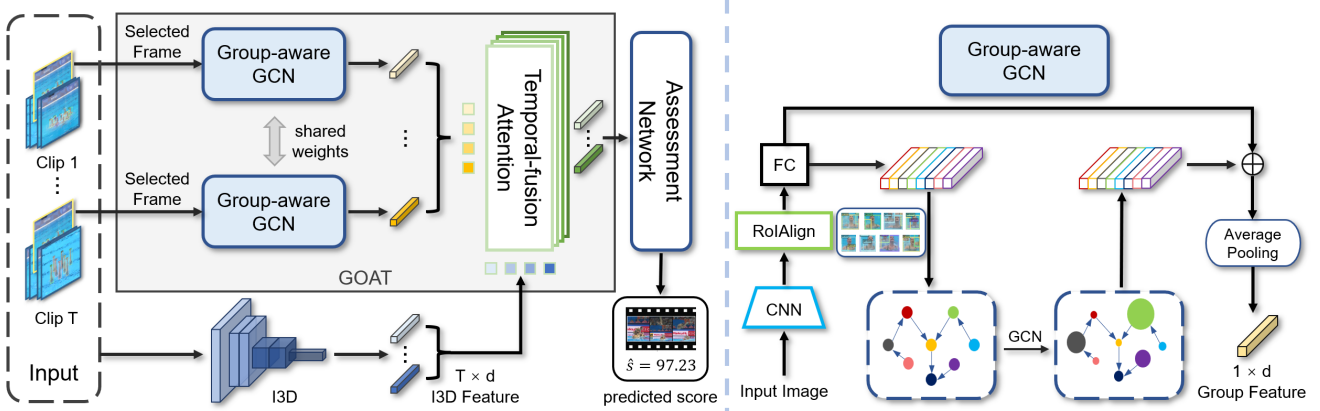 Selected
Frame
Group-aware
GCN
Clip 1
shared
weights
Selected
Frame
Group-aware
GCN
Clip T
Input
GOAT
Temporal-fusion
Attention
Assessment
Network
I3D
T × d
I3D Feature
ŝ = 97.23
predicted score
Group-aware
GCN
FC
RoIAlign
CNN
Input Image
GCN
Average
Pooling
1 × d
Group Feature